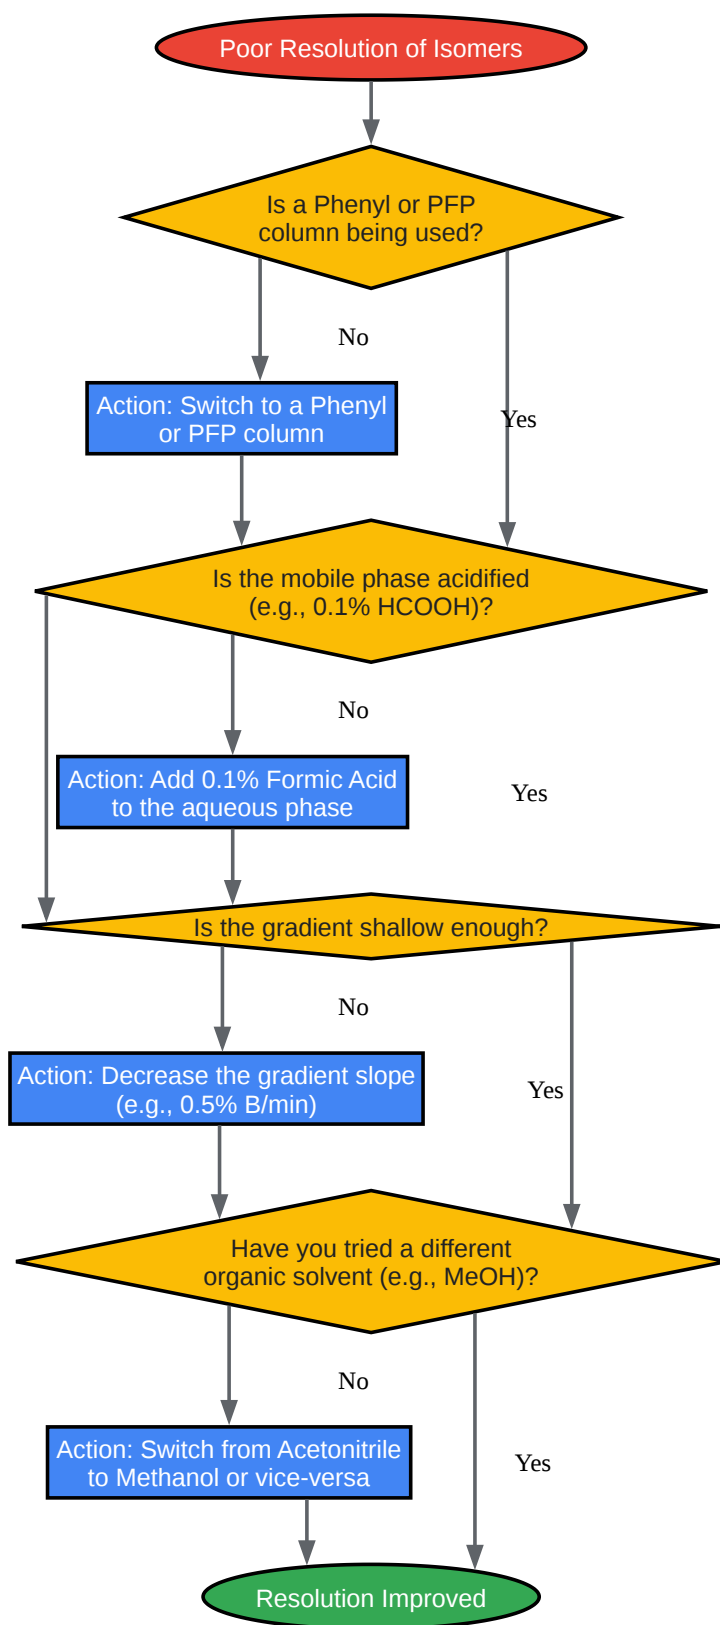 Poor Resolution of Isomers
Is a Phenyl or PFP
column being used?
No
Action: Switch to a Phenyl
or PFP column
Yes
Is the mobile phase acidified
(e.g., 0.1% HCOOH)?
No
Action: Add 0.1% Formic Acid
to the aqueous phase
Yes
Is the gradient shallow enough?
No
Action: Decrease the gradient slope
(e.g., 0.5% B/min)
Yes
Have you tried a different
organic solvent (e.g., MeOH)?
No
Action: Switch from Acetonitrile
to Methanol or vice-versa
Yes
Resolution Improved